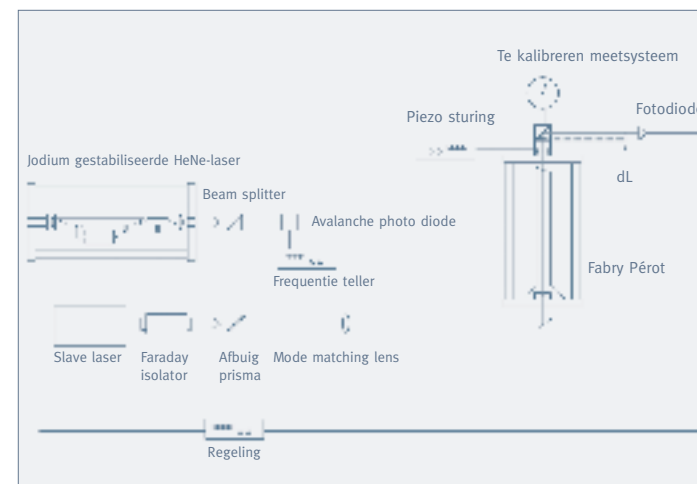 Te kalibreren meetsysteem
Piezo sturing
Jodium gestabiliseerde HeNe-laser
dL
Beam splitter
Avalanche photo diode
Fabry Pérot
Frequentie teller
Slave laser
Faraday
isolator
Afbuig
prisma
Mode matching lens
Regeling